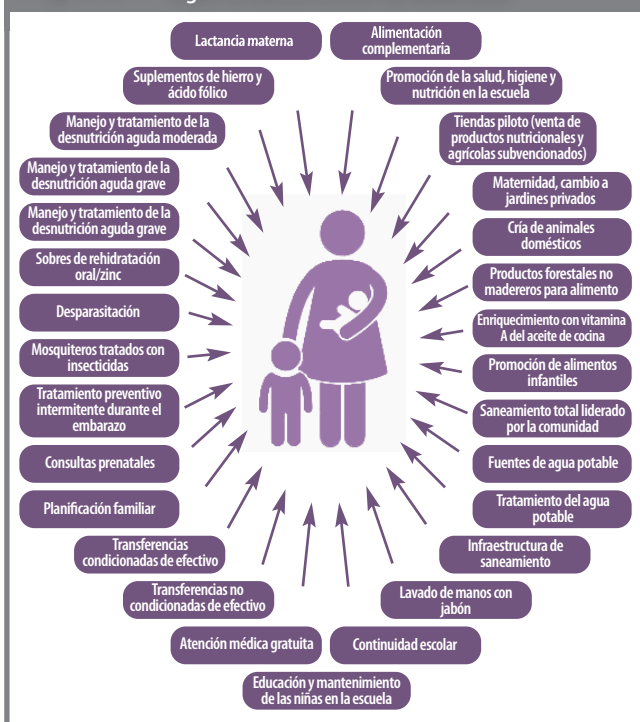 Lactancia materna
Alimentación
complementaria
Suplementos de hierro y
ácido fólico
Promoción de la salud, higiene y
nutrición en la escuela
Manejo y tratamiento de la
desnutrición aguda moderada
Tiendas piloto (venta de
productos nutricionales y
agrícolas subvencionados)
Manejo y tratamiento de la
desnutrición aguda grave
Maternidad, cambio a
jardines privados
Manejo y tratamiento de la
desnutrición aguda grave
Cría de animales
domésticos
Sobres de rehidratación
oral/zinc
Productos forestales no
madereros para alimento
Desparasitación
Enriquecimiento con vitamina
A del aceite de cocina
Mosquiteros tratados con
insecticidas
Promoción de alimentos
infantiles
Tratamiento preventivo
intermitente durante el
embarazo
Saneamiento total liderado
por la comunidad
Consultas prenatales
Fuentes de agua potable
Planificación familiar
Tratamiento del agua
potable
Transferencias
condicionadas de efectivo
Infraestructura de
saneamiento
Transferencias no
condicionadas de efectivo
Lavado de manos con
jabón
Atención médica gratuita
Continuidad escolar
Educación y mantenimiento
de las niñas en la escuela